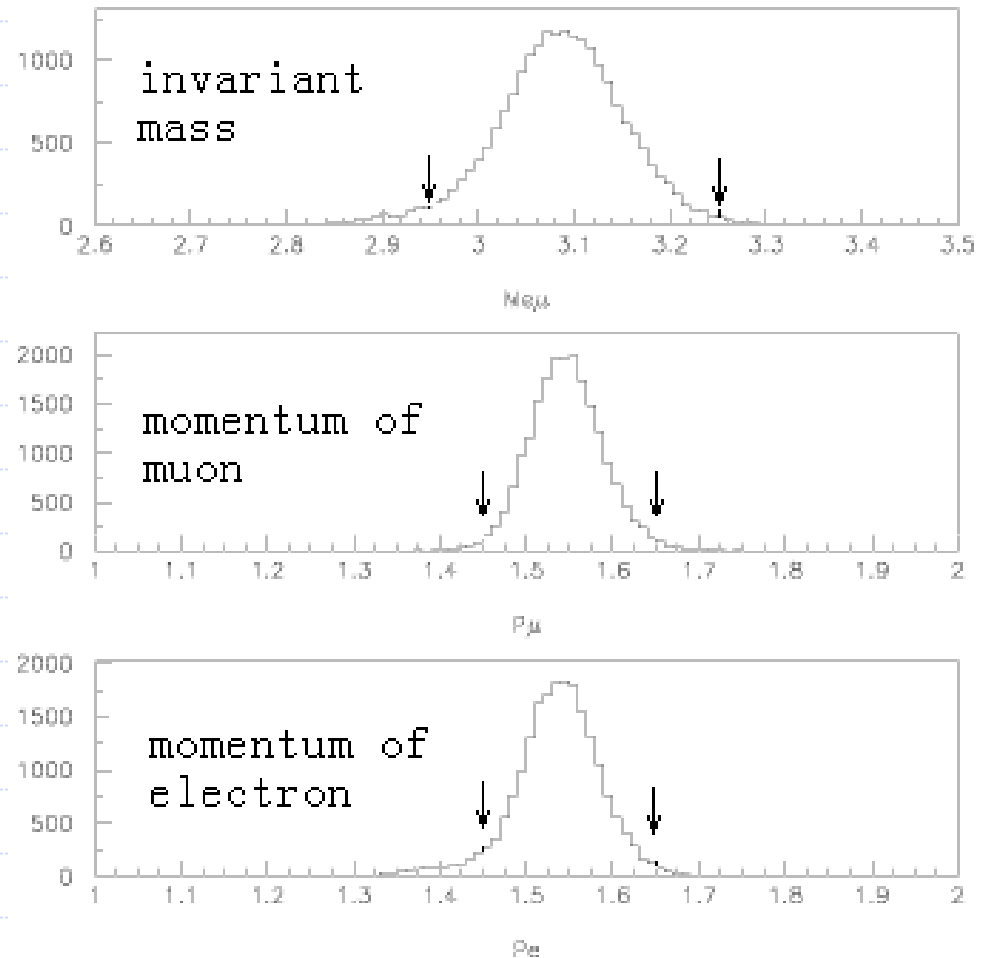 1000
500
0
invariant
mass
2.6 2.7 2.8 2.9 3 3.1 3.2 3.3 3.4 3.5
Meμ
2000
1500
1000
500
0
momentum of
muon
1 1.1 1.2 1.3 1.4 1.5 1.6 1.7 1.8 1.9 2
Pμ
2000
1500
1000
500
0
momentum of
electron
1 1.1 1.2 1.3 1.4 1.5 1.6 1.7 1.8 1.9 2
Pe